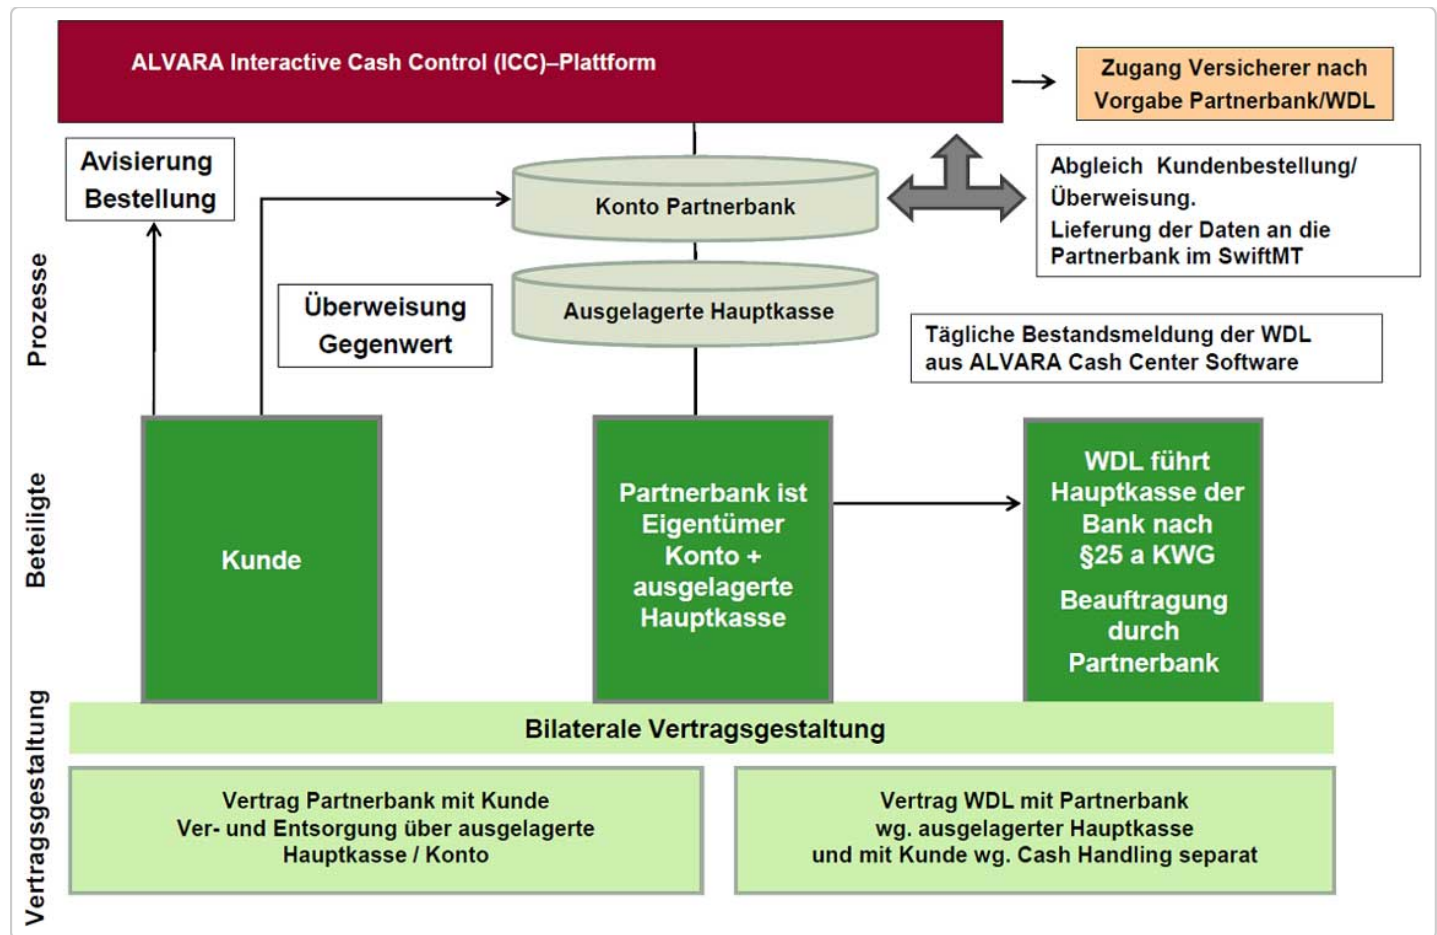 ALVARA Interactive Cash Control (ICC)–Plattform
Zugang Versicherer nach
Vorgabe Partnerbank/WDL
Avisierung
Bestellung
Konto Partnerbank
Abgleich Kundenbestellung/
Überweisung.
Lieferung der Daten an die
Partnerbank im SwiftMT
Prozesse
Überweisung
Gegenwert
Ausgelagerte Hauptkasse
Tägliche Bestandsmeldung der WDL
aus ALVARA Cash Center Software
Beteiligte
Kunde
Partnerbank ist
Eigentümer
Konto +
ausgelagerte
Hauptkasse
WDL führt
Hauptkasse der
Bank nach
§25 a KWG
Beauftragung
durch
Partnerbank
Vertragsgestaltung
Bilaterale Vertragsgestaltung
Vertrag Partnerbank mit Kunde
Ver- und Entsorgung über ausgelagerte
Hauptkasse / Konto
Vertrag WDL mit Partnerbank
wg. ausgelagerter Hauptkasse
und mit Kunde wg. Cash Handling separat